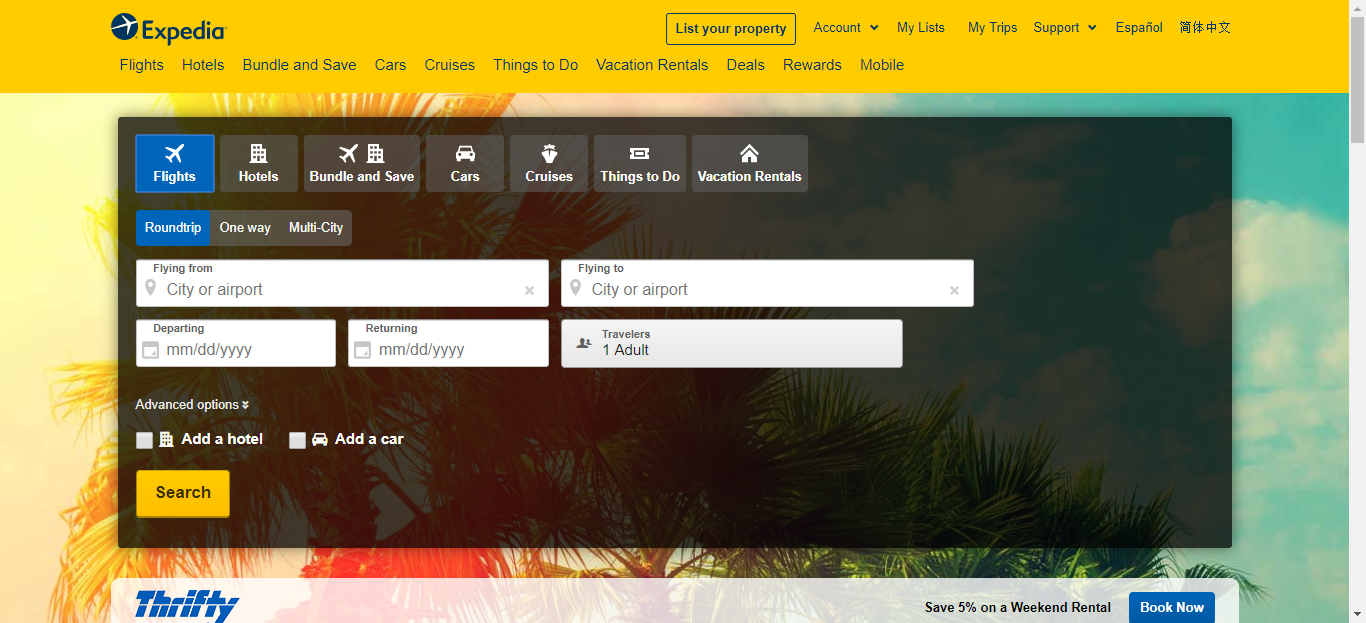 Expedia
List your property Account My Lists My Trips Support Español 简体中文
Flights Hotels Bundle and Save Cars Cruises Things to Do Vacation Rentals Deals Rewards Mobile
Flights Hotels Bundle and Save Cars Cruises Things to Do Vacation Rentals
Roundtrip One way Multi-City
Flying from Flying to
City or airport City or airport
Departing Returning Travelers
mm/dd/yyyy mm/dd/yyyy 1 Adult
Advanced options
Add a hotel Add a car
Search
Thrifty Save 5% on a Weekend Rental Book Now